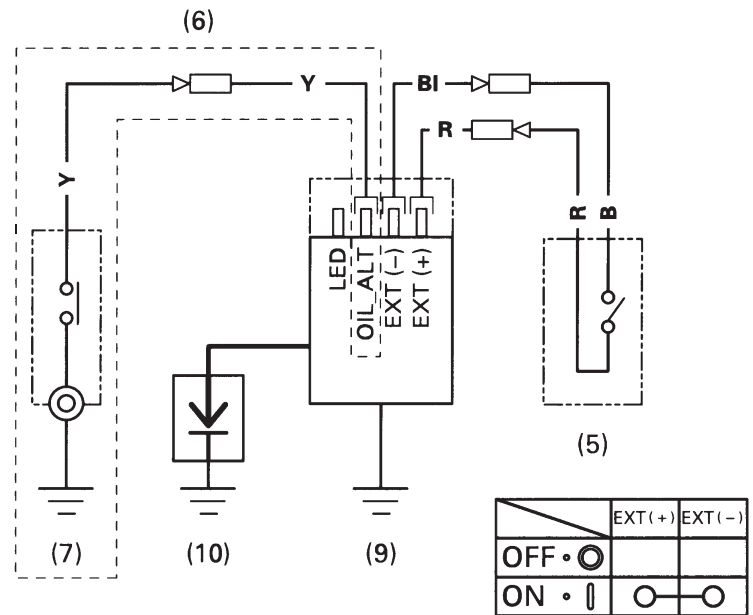 (6)
Y
Bl
R
Y
R
B
LED
OIL_ALT
EXT (−)
EXT (+)
(5)
(7)
(10)
(9)
EXT(+) EXT(−)
OFF
ON